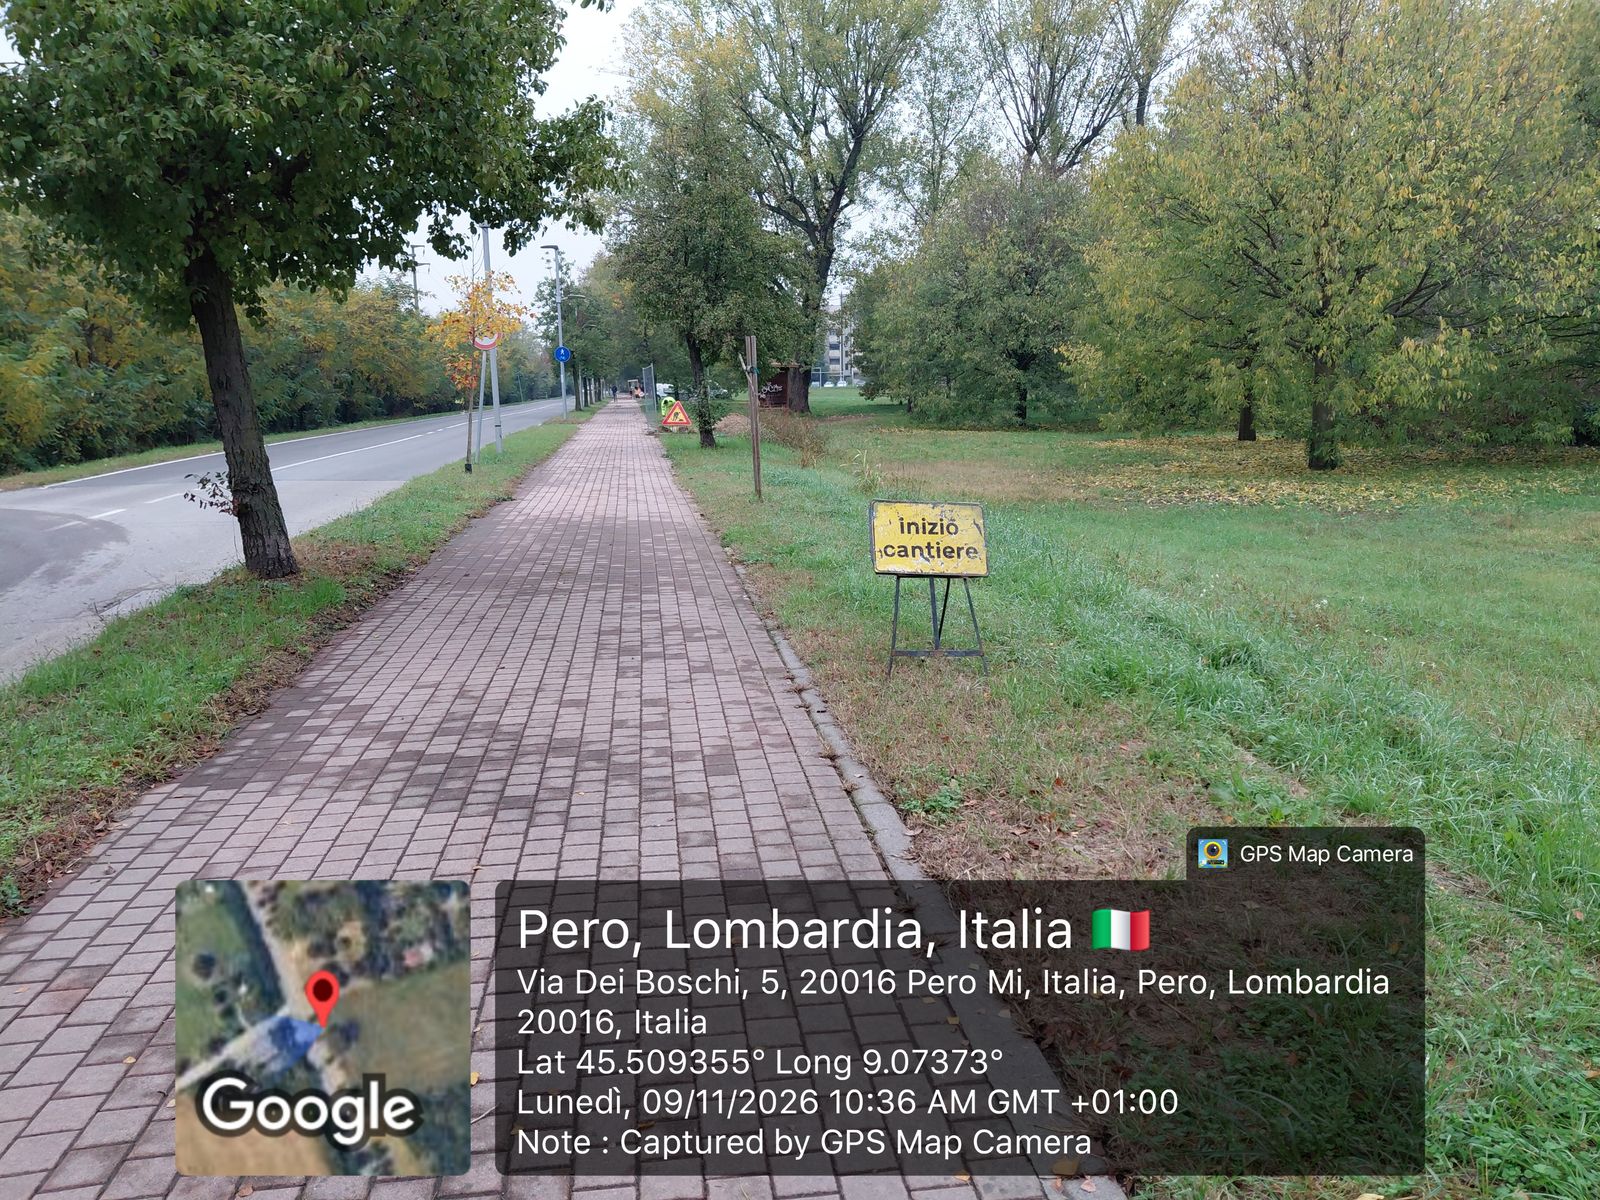 inizio
cantiere
GPS Map Camera
Pero, Lombardia, Italia 🇮🇹
Via Dei Boschi, 5, 20016 Pero Mi, Italia, Pero, Lombardia
20016, Italia
Lat 45.509355° Long 9.07373°
Lunedì, 09/11/2026 10:36 AM GMT +01:00
Note : Captured by GPS Map Camera
Google